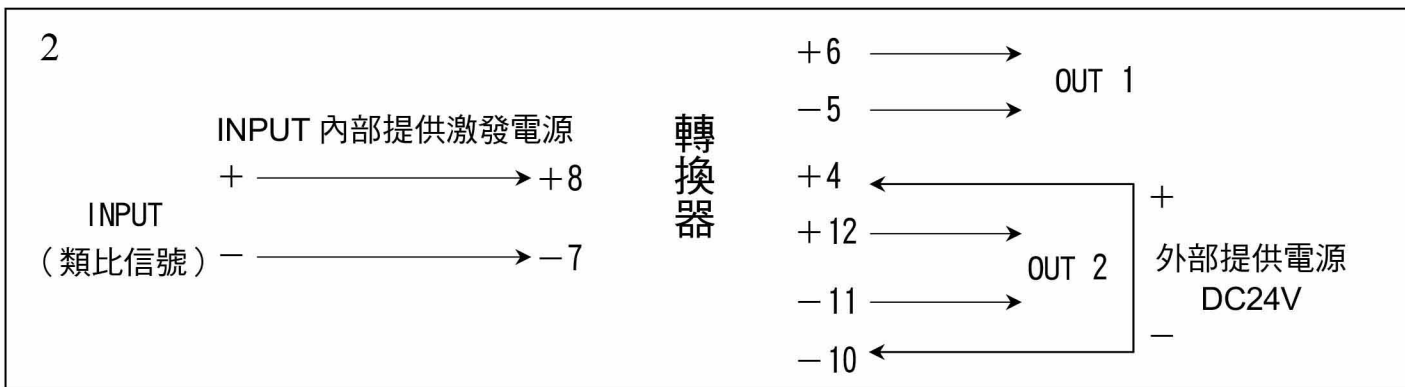 2
INPUT 內部提供激發電源
+
+8
INPUT
(類比信號)
−
−7
轉換器
+6
−5
OUT 1
+4
+12
−11
OUT 2
−10
+
外部提供電源
DC24V
−